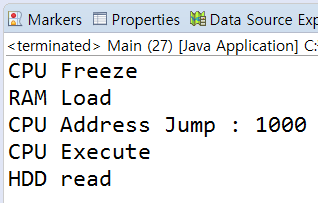 Markers Properties Data Source Exp
<terminated> Main (27) [Java Application] C:
CPU Freeze
RAM Load
CPU Address Jump : 1000
CPU Execute
HDD read